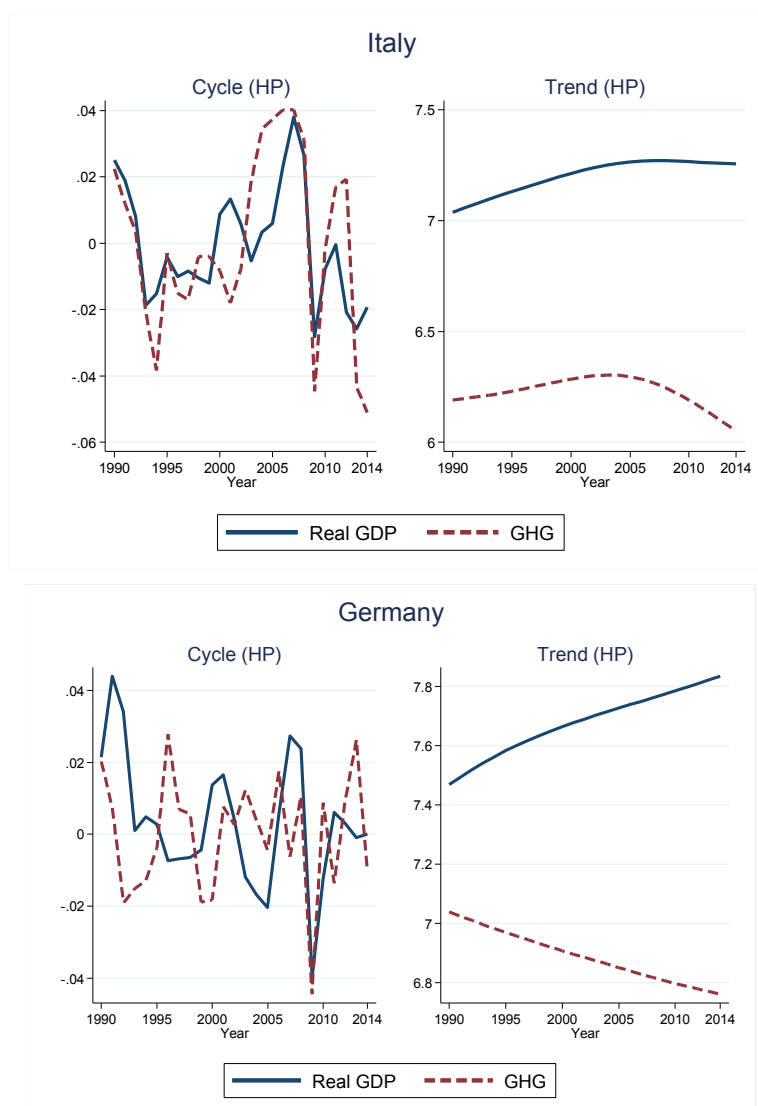 Italy
Cycle (HP)
.04
.02
0
-.02
-.04
-.06
1990 1995 2000 2005 2010 2014
Year
Trend (HP)
7.5
7
6.5
6
1990 1995 2000 2005 2010 2014
Year
Real GDP GHG
Germany
Cycle (HP)
.04
.02
0
-.02
-.04
1990 1995 2000 2005 2010 2014
Year
Trend (HP)
7.8
7.6
7.4
7.2
7
6.8
1990 1995 2000 2005 2010 2014
Year
Real GDP GHG